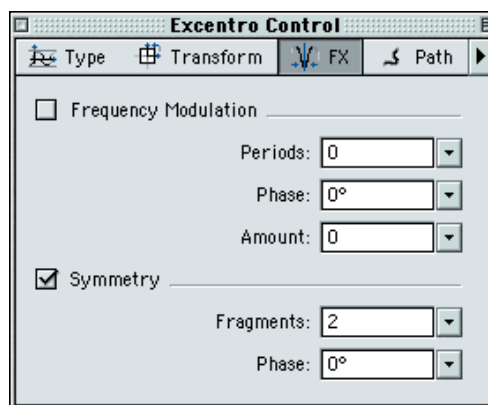 Excentro Control
Type Transform FX Path
Frequency Modulation
Periods: 0
Phase: 0°
Amount: 0
Symmetry
Fragments: 2
Phase: 0°